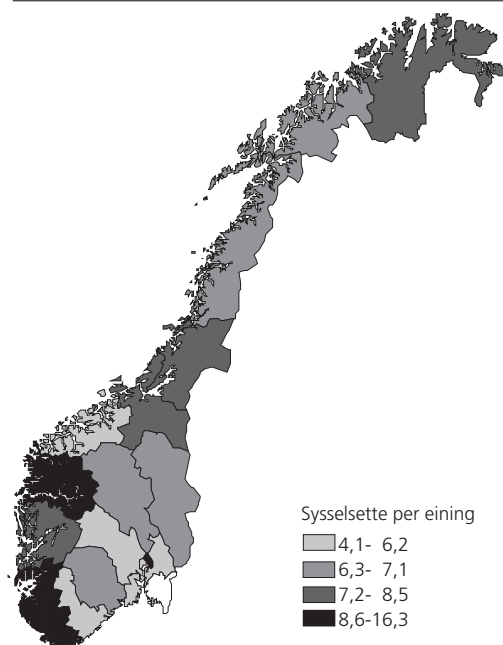 Sysselsette per eining
4,1- 6,2
6,3- 7,1
7,2- 8,5
8,6-16,3